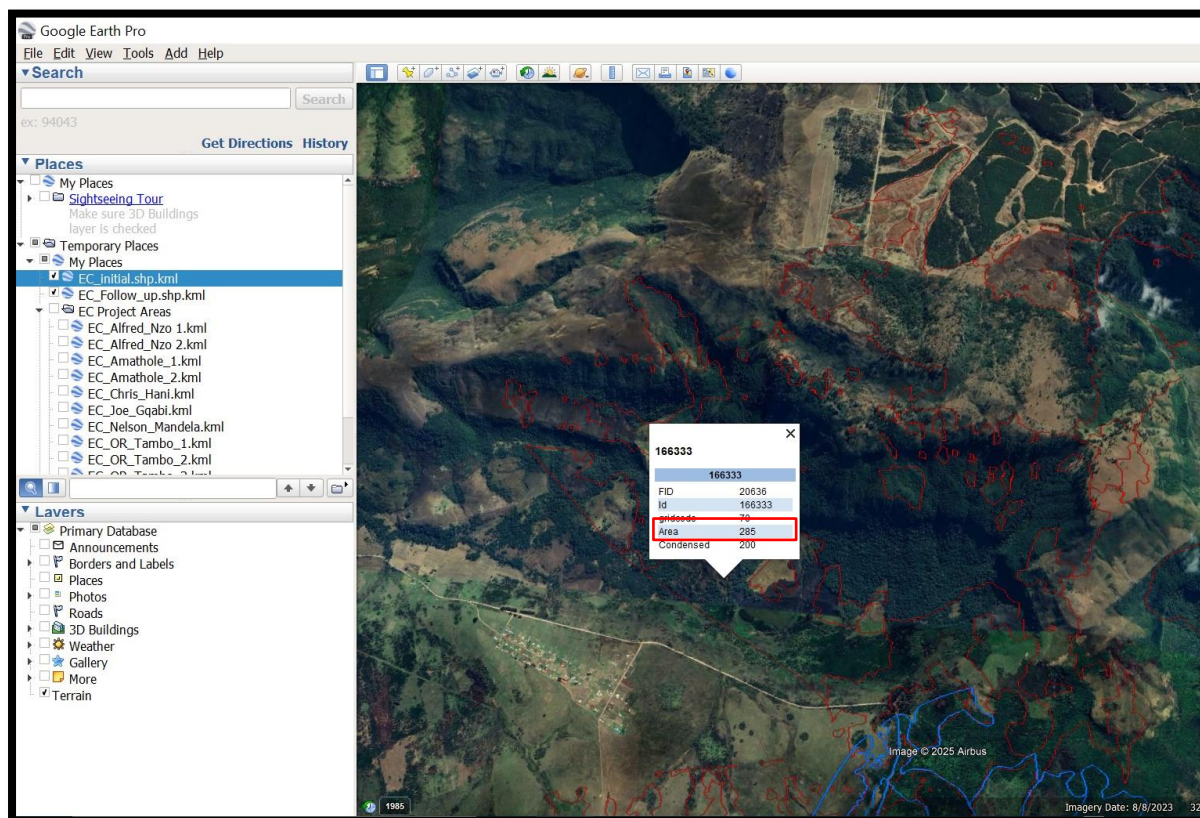 Google Earth Pro
File Edit View Tools Add Help
Search
Search
ex: 94043
Get Directions History
Places
My Places
Sightseeing Tour
Make sure 3D Buildings
layer is checked
Temporary Places
My Places
EC_initial.shp.kml
EC_Follow_up.shp.kml
EC Project Areas
EC_Alfred_Nzo 1.kml
EC_Alfred_Nzo 2.kml
EC_Amathole_1.kml
EC_Amathole_2.kml
EC_Chris_Hani.kml
EC_Joe_Gqabi.kml
EC_Nelson_Mandela.kml
EC_OR_Tambo_1.kml
EC_OR_Tambo_2.kml
Layers
Primary Database
Announcements
Borders and Labels
Places
Photos
Roads
3D Buildings
Weather
Gallery
More
Terrain
166333
166333
FID 20636
Id 166333
gridcode 70
Area 285
Condensed 200
Image © 2025 Airbus
1985
Imagery Date: 8/8/2023 32